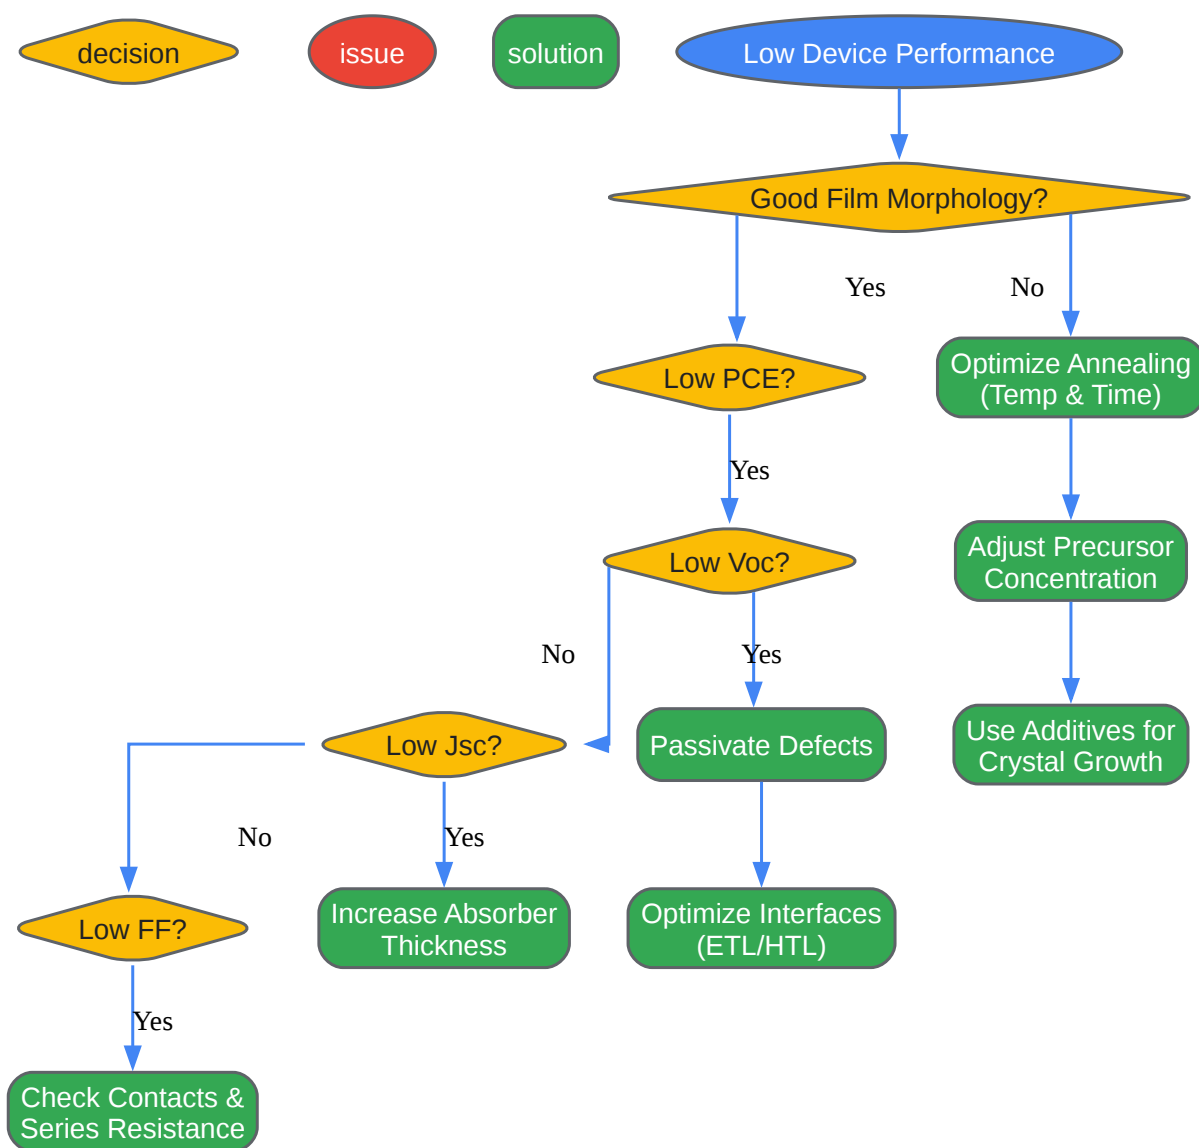 decision
issue
solution
Low Device Performance
Good Film Morphology?
Yes
No
Low PCE?
Optimize Annealing
(Temp & Time)
Yes
Low Voc?
Adjust Precursor
Concentration
No
Yes
Low Jsc?
Passivate Defects
Use Additives for
Crystal Growth
No
Yes
Low FF?
Increase Absorber
Thickness
Optimize Interfaces
(ETL/HTL)
Yes
Check Contacts &
Series Resistance